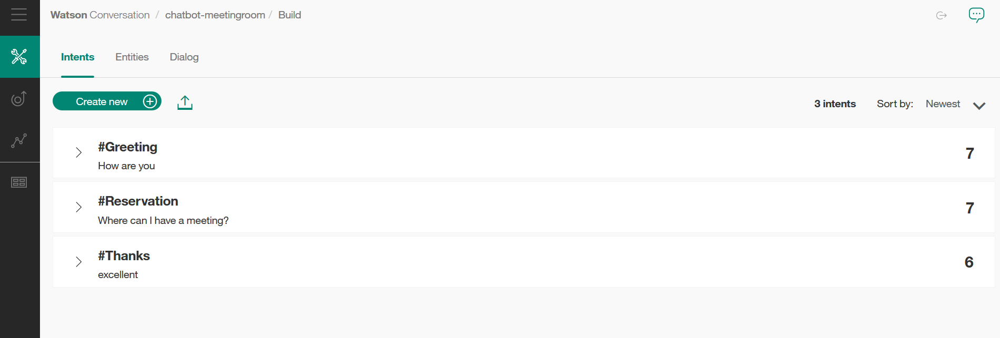 Watson Conversation / chatbot-meetingroom / Build
Intents Entities Dialog
Create new
3 intents Sort by: Newest
#Greeting
How are you
7
#Reservation
Where can I have a meeting?
7
#Thanks
excellent
6